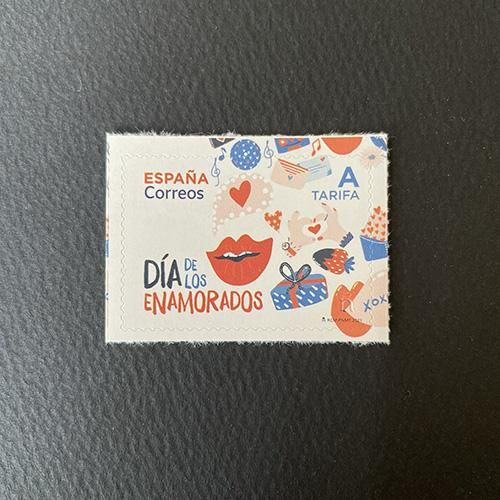 ESPAÑA
Correos
A
TARIFA
DÍA DE LOS
ENAMORADOS
XOX